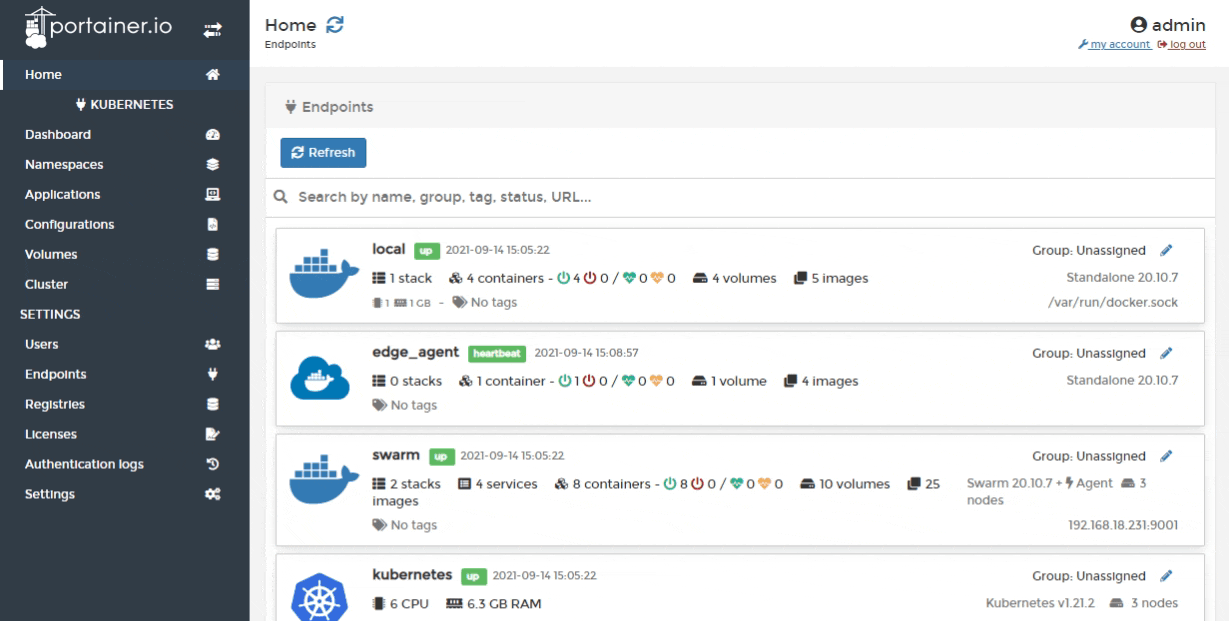 portainer.io
Home
KUBERNETES
Dashboard
Namespaces
Applications
Configurations
Volumes
Cluster
SETTINGS
Users
Endpoints
Registries
Licenses
Authentication logs
Settings
Home
Endpoints
admin
my account log out
Endpoints
Refresh
Search by name, group, tag, status, URL...
local up 2021-09-14 15:05:22 Group: Unassigned
1 stack 4 containers - 4 0 / 0 0 4 volumes 5 images Standalone 20.10.7
1 1 GB - No tags /var/run/docker.sock
edge_agent heartbeat 2021-09-14 15:08:57 Group: Unassigned
0 stacks 1 container - 1 0 / 0 0 1 volume 4 images Standalone 20.10.7
No tags
swarm up 2021-09-14 15:05:22 Group: Unassigned
2 stacks 4 services 8 containers - 8 0 / 0 0 10 volumes 25 Swarm 20.10.7 + Agent 3
images nodes
No tags 192.168.18.231:9001
kubernetes up 2021-09-14 15:05:22 Group: Unassigned
6 CPU 6.3 GB RAM Kubernetes v1.21.2 3 nodes